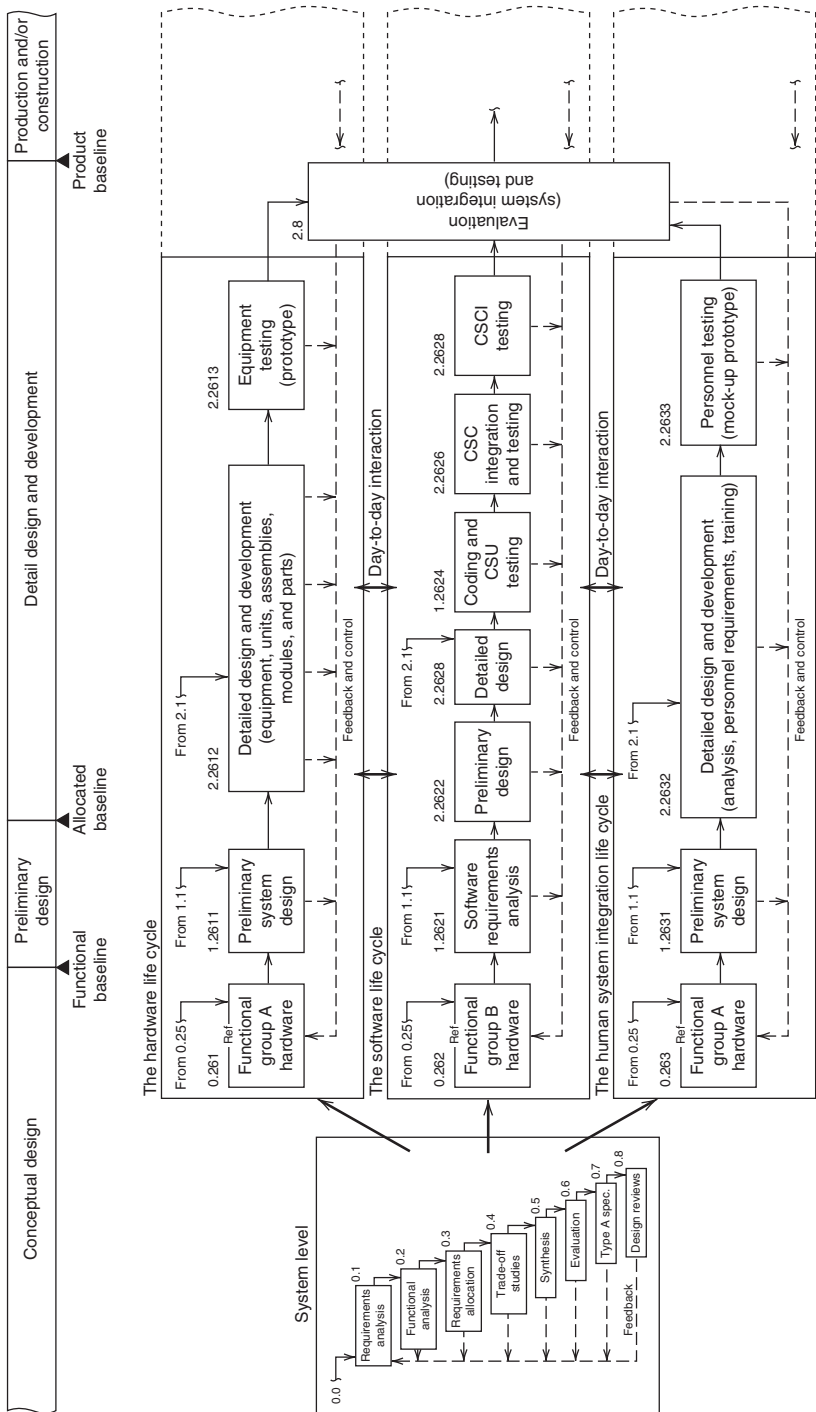 Conceptual design
Preliminary
design
Detail design and development
Production and/or
construction
Functional
baseline
Allocated
baseline
Product
baseline
System level
0.0
0.1
Requirements
analysis
0.2
Functional
analysis
0.3
Requirements
allocation
0.4
Trade-off
studies
0.5
Synthesis
0.6
Evaluation
0.7
Type A spec.
0.8
Design reviews
Feedback
The hardware life cycle
From 0.25
0.261
Ref
Functional
group A
hardware
From 1.1
1.2611
Preliminary
system
design
From 2.1
2.2612
Detailed design and development
(equipment, units, assemblies,
modules, and parts)
2.2613
Equipment
testing
(prototype)
Feedback and control
Day-to-day interaction
The software life cycle
From 0.25
0.262
Ref
Functional
group B
hardware
From 1.1
1.2621
Software
requirements
analysis
2.2622
Preliminary
design
From 2.1
2.2628
Detailed
design
1.2624
Coding and
CSU
testing
2.2626
CSC
integration
and testing
2.2628
CSCI
testing
Feedback and control
Day-to-day interaction
2.8
Evaluation
(system integration
and testing)
The human system integration life cycle
From 0.25
0.263
Ref
Functional
group A
hardware
From 1.1
1.2631
Preliminary
system
design
From 2.1
2.2632
Detailed design and development
(analysis, personnel requirements, training)
2.2633
Personnel testing
(mock-up prototype)
Feedback and control